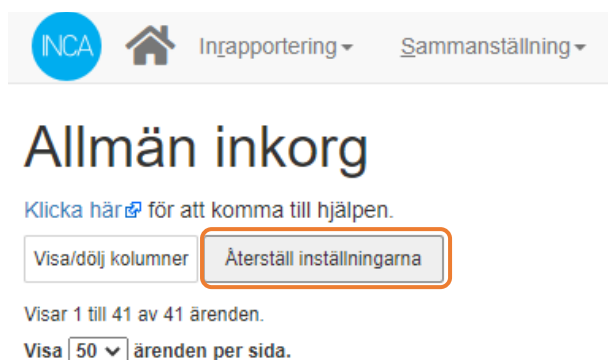 INCA Inrapportering Sammanställning
Allmän inkorg
Klicka här för att komma till hjälpen.
Visa/dölj kolumner Återställ inställningarna
Visar 1 till 41 av 41 ärenden.
Visa 50 ärenden per sida.